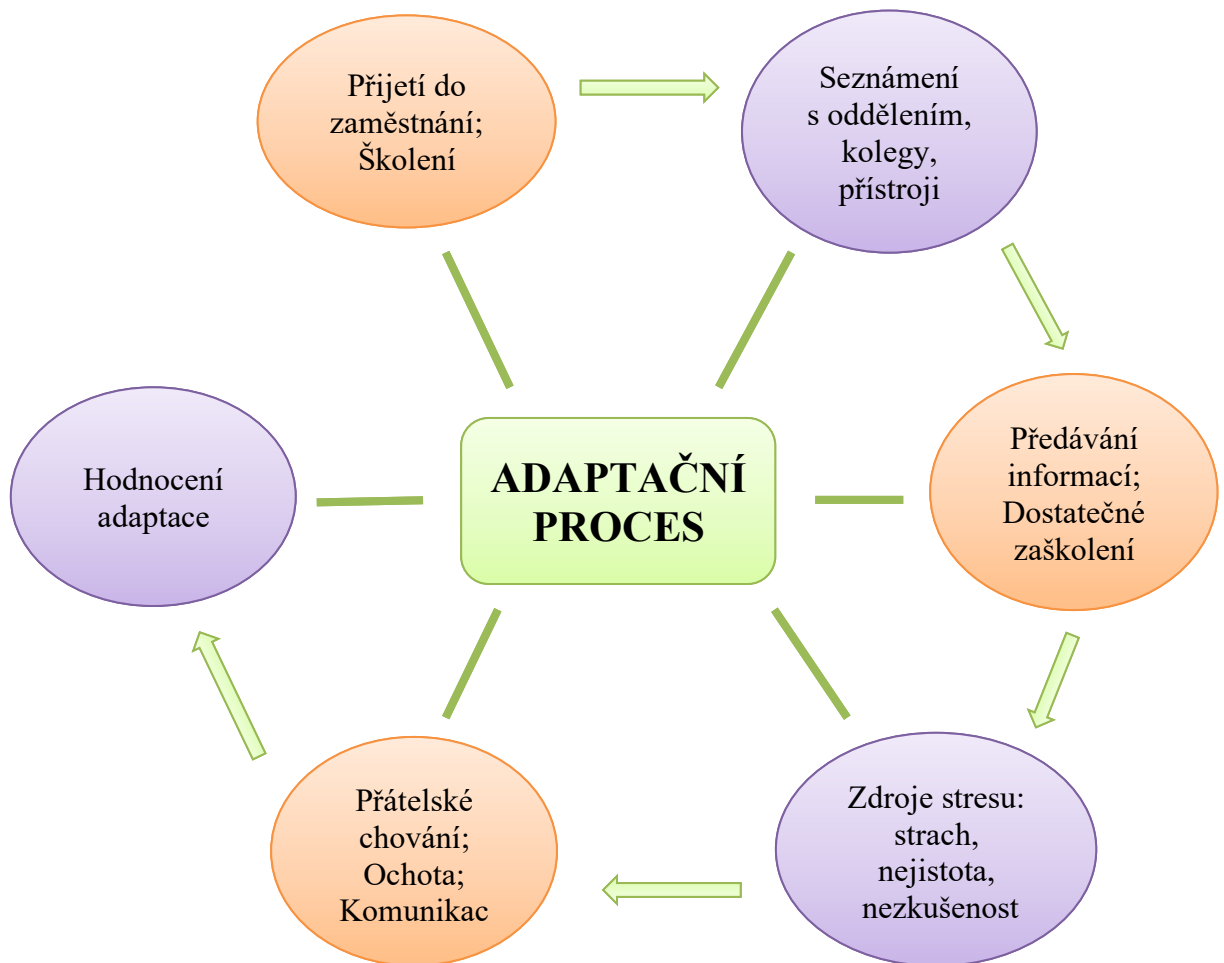 Přijetí do
zaměstnání;
Školení
Seznámení
s oddělením,
kolegy,
přístroji
Předávání
informací;
Dostatečné
zaškolení
Zdroje stresu:
strach,
nejistota,
nezkušenost
Přátelské
chování;
Ochota;
Komunikac
Hodnocení
adaptace
ADAPTAČNÍ
PROCES